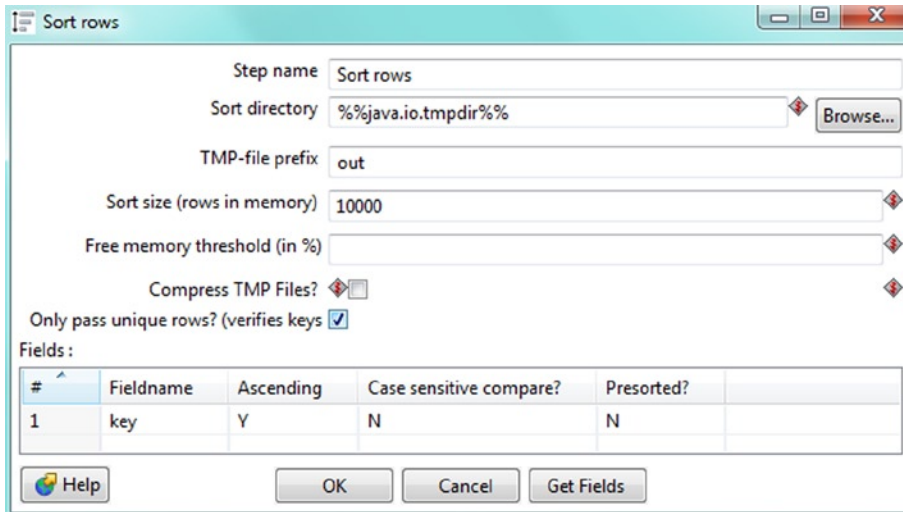 Sort rows
Step name Sort rows
Sort directory %%java.io.tmpdir%% Browse...
TMP-file prefix out
Sort size (rows in memory) 10000
Free memory threshold (in %)
Compress TMP Files?
Only pass unique rows? (verifies keys
Fields :
# Fieldname Ascending Case sensitive compare? Presorted?
1 key Y N N
Help OK Cancel Get Fields